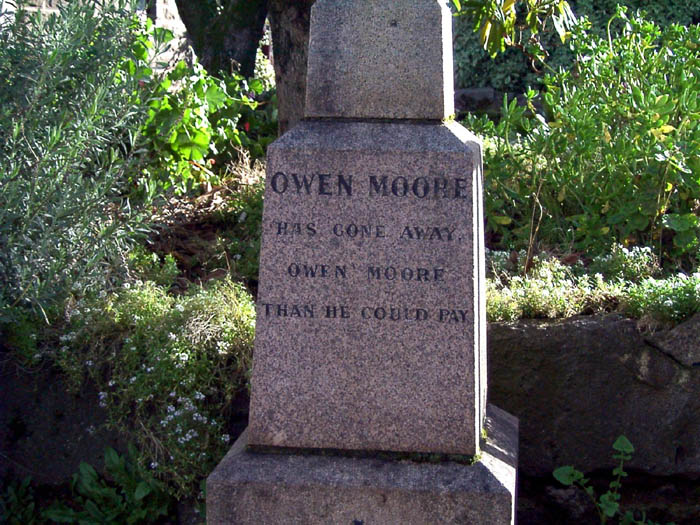 OWEN MOORE
HAS GONE AWAY.
OWEN MOORE
THAN HE COULD PAY